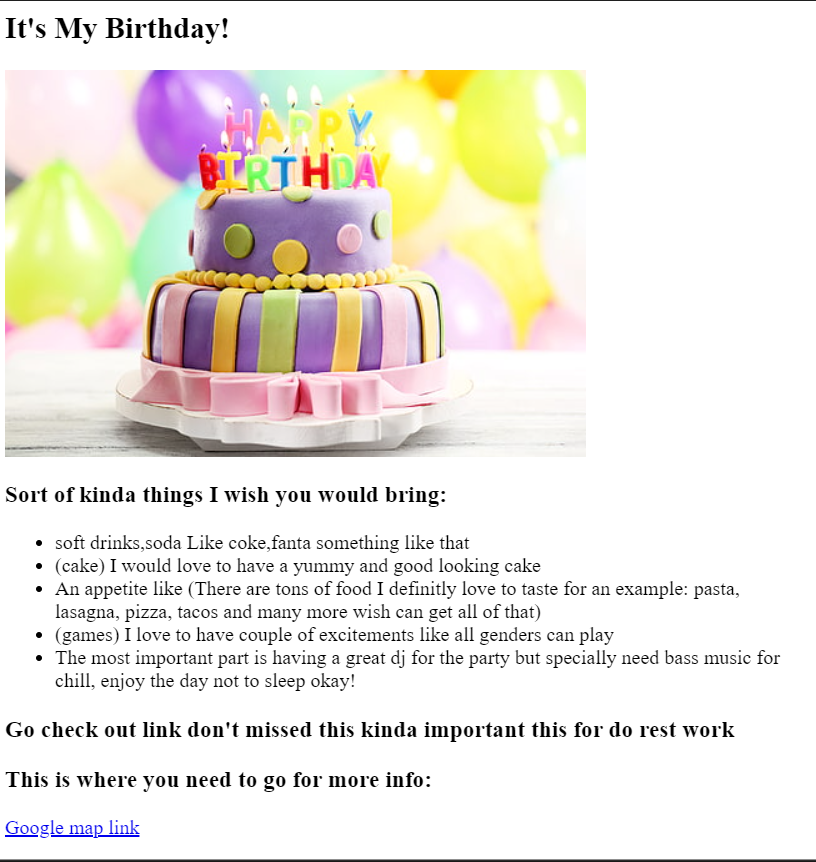 It's My Birthday!
HAPPY
BIRTHDAY
Sort of kinda things I wish you would bring:
soft drinks,soda Like coke,fanta something like that
(cake) I would love to have a yummy and good looking cake
An appetite like (There are tons of food I definitly love to taste for an example: pasta,
lasagna, pizza, tacos and many more wish can get all of that)
(games) I love to have couple of excitements like all genders can play
The most important part is having a great dj for the party but specially need bass music for
chill, enjoy the day not to sleep okay!
Go check out link don't missed this kinda important this for do rest work
This is where you need to go for more info:
Google map link